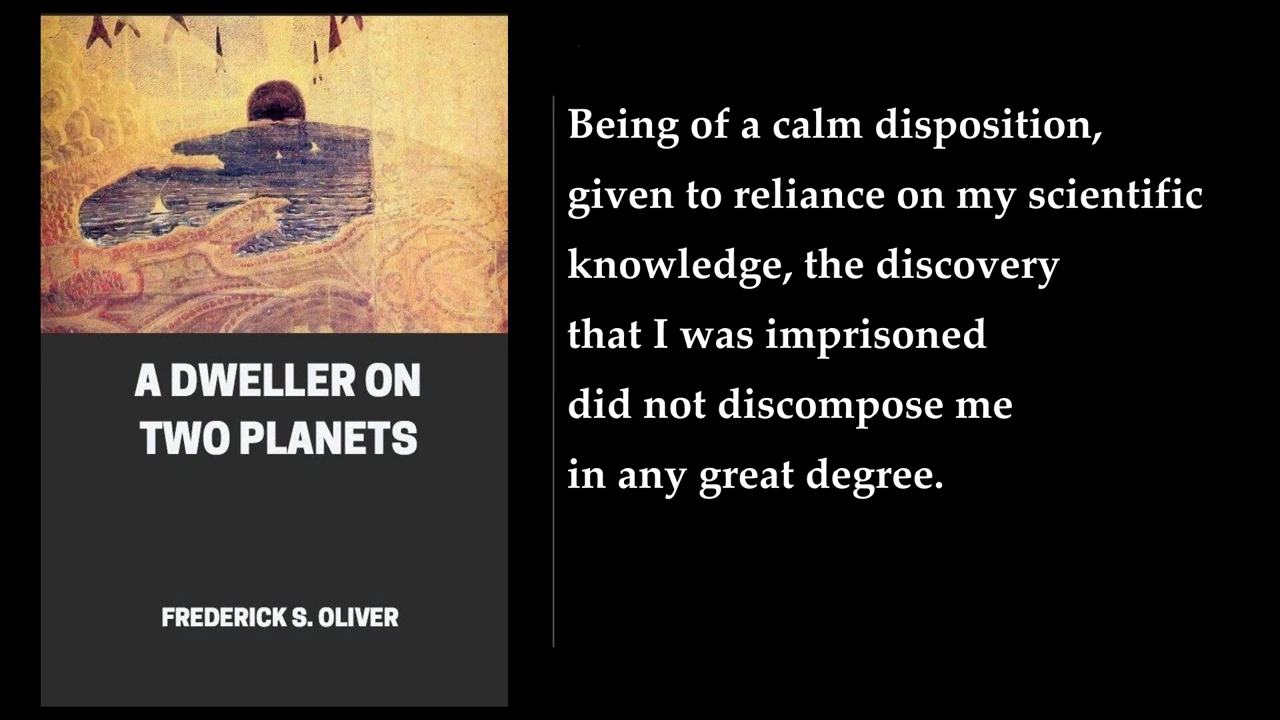 A DWELLER ON
TWO PLANETS
FREDERICK S. OLIVER
Being of a calm disposition,
given to reliance on my scientific
knowledge, the discovery
that I was imprisoned
did not discompose me
in any great degree.